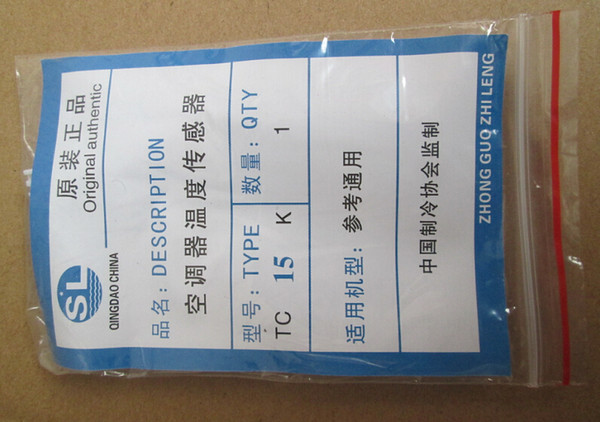 SL
QINGDAO CHINA
原装正品
Original authentic
品名: DESCRIPTION
空调器温度传感器
型号: TYPE
TC 15 K
数量: QTY
1
适用机型: 参考通用
中国制冷协会监制
ZHONG GUO ZHI LENG